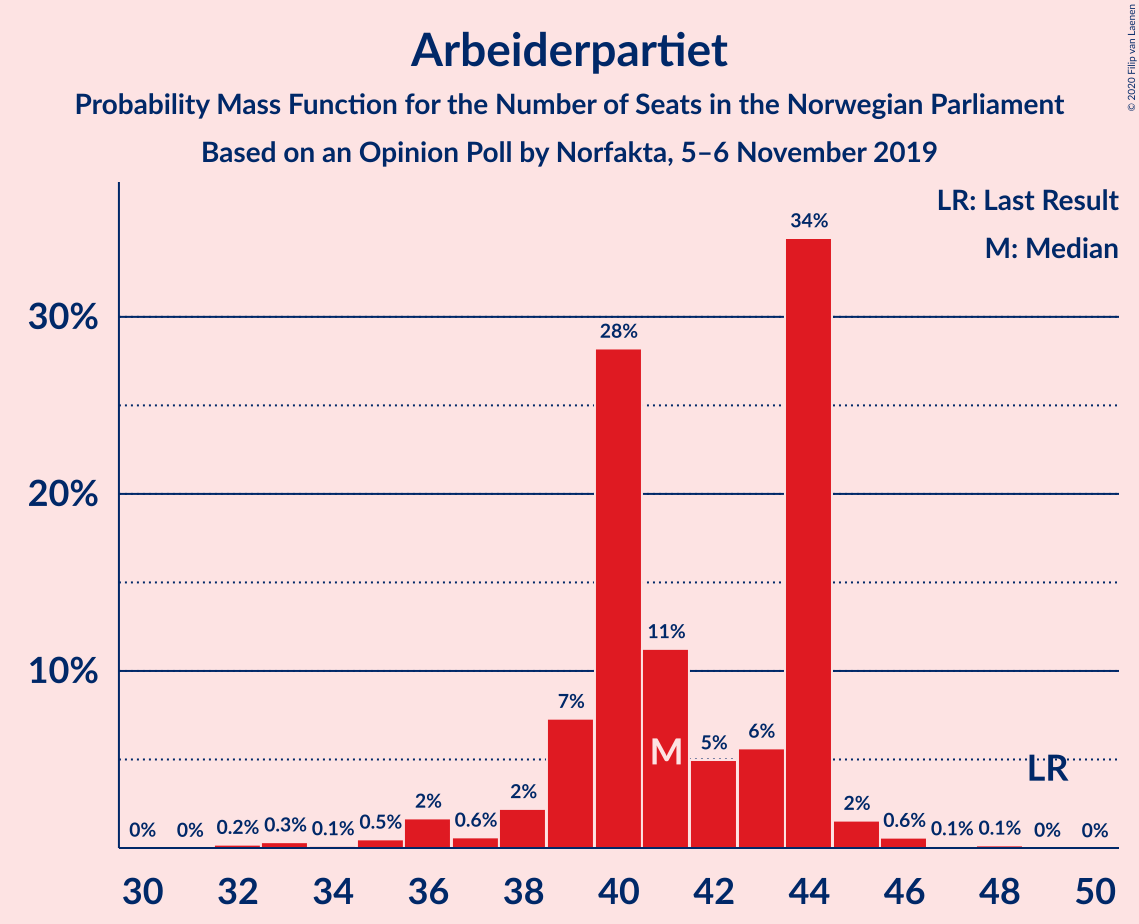 Arbeiderpartiet
Probability Mass Function for the Number of Seats in the Norwegian Parliament
Based on an Opinion Poll by Norfakta, 5–6 November 2019
© 2020 Filip van Laenen
LR: Last Result
M: Median
34%
30%
28%
20%
11%
10%
7%
6%
5%
M
LR
2%
2%
2%
0.6%
0.6%
0.5%
0.3%
0.2%
0.1%
0.1%
0.1%
0%
0%
0%
0%
30 32 34 36 38 40 42 44 46 48 50